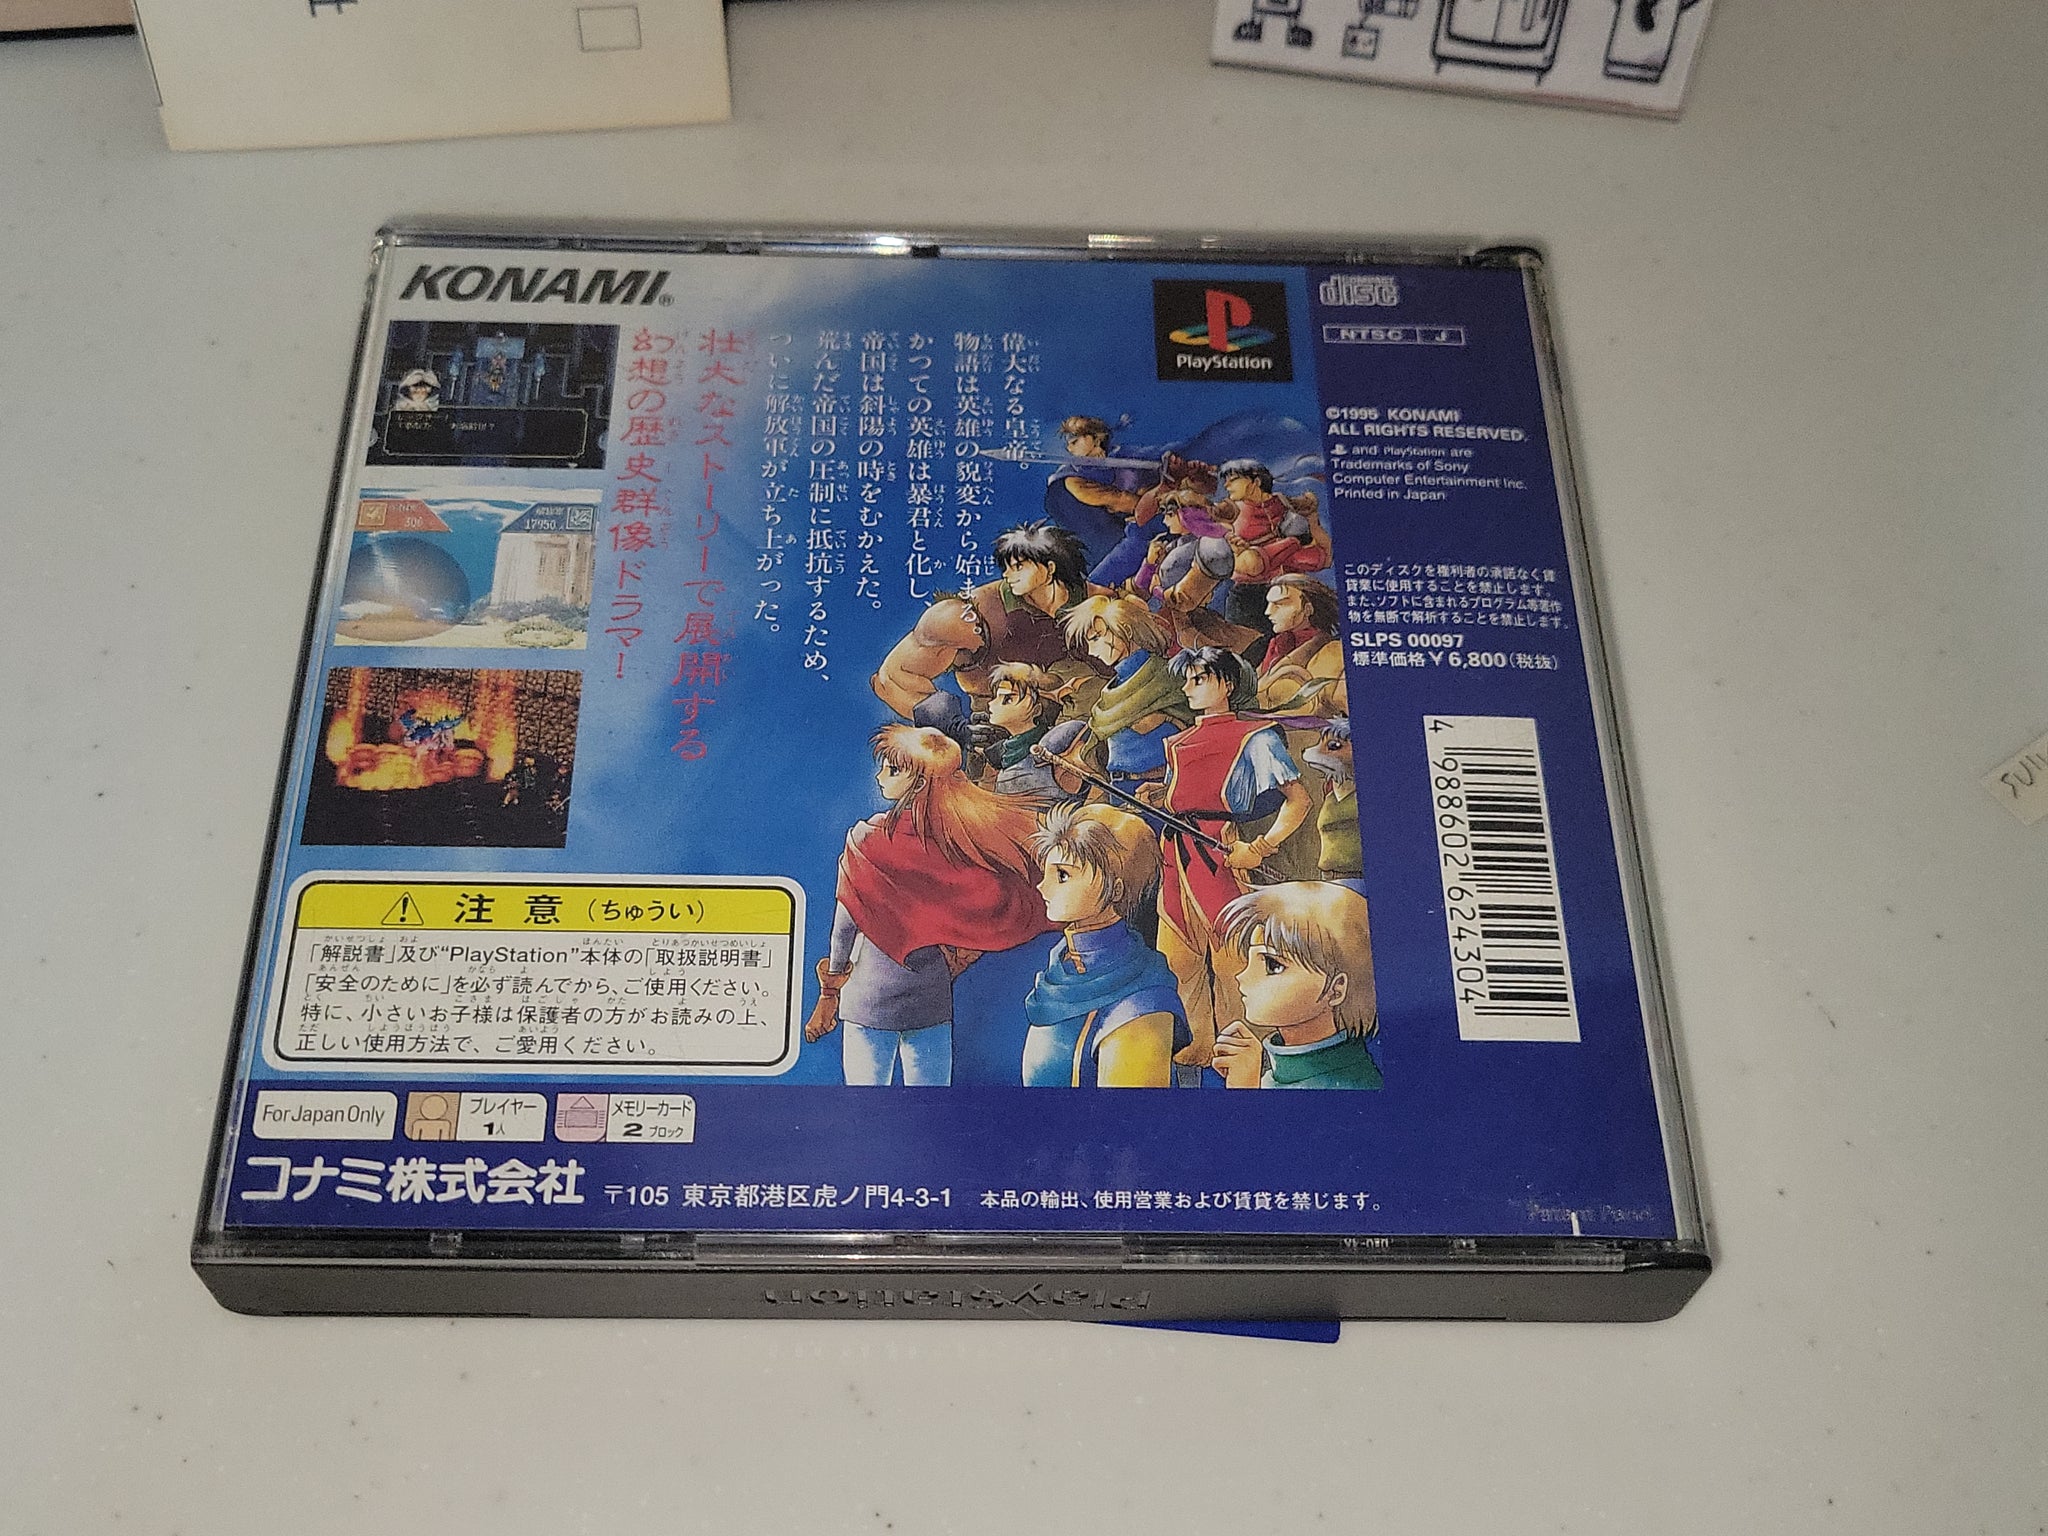 KONAMI®
偉大なる皇帝。
物語は英雄の貌変から始まる。
かつての英雄は暴君と化し、
帝国は斜陽の時をむかえた。
荒んだ帝国の圧制に抵抗するため、
ついに解放軍が立ち上がった。
壮大なストーリーで展開する
幻想の歴史群像ドラマ！
300
17950人
PlayStation
COMPACT
disc
NTSC J
©1995 KONAMI
ALL RIGHTS RESERVED.
and PlayStation are
Trademarks of Sony
Computer Entertainment Inc.
Printed in Japan
このディスクを権利者の承諾なく賃
貸業に使用することを禁止します。
また、ソフトに含まれるプログラム等著作
物を無断で解析することを禁止します。
SLPS 00097
標準価格￥6,800(税抜)
4 988602 624304
注意(ちゅうい)
「解説書」及び“PlayStation”本体の「取扱説明書」
「安全のために」を必ず読んでから、ご使用ください。
特に、小さいお子様は保護者の方がお読みの上、
正しい使用方法で、ご愛用ください。
For Japan Only
プレイヤー
1人
メモリーカード
2ブロック
コナミ株式会社 〒105 東京都港区虎ノ門4-3-1 本品の輸出、使用営業および賃貸を禁じます。
PlayStation